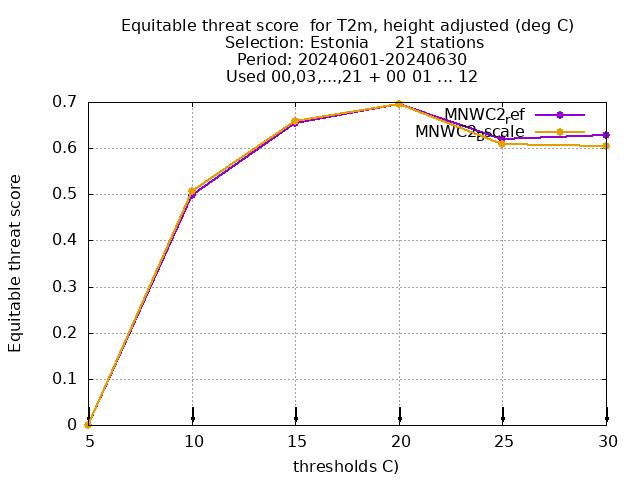 Equitable threat score  for T2m, height adjusted (deg C)
Selection: Estonia     21 stations
Period: 20240601-20240630
Used 00,03,...,21 + 00 01 ... 12
Equitable threat score
0.7
0.6
0.5
0.4
0.3
0.2
0.1
0
MNWC2ref
MNWC2pscale
5 10 15 20 25 30
thresholds C)